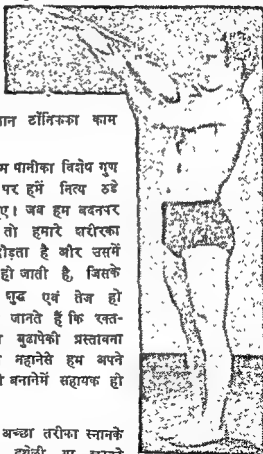 ान टॉनिकका काम
म पानीका विशेष गुण
पर हमें नित्य ठडे
ए। जब हम बदनपर
तो हमारे शरीरका
दौड़ता है और उसमें
हो जाती है, जिसके
शुद्ध एवं तेज हो
जानते हैं कि रक्त-
बुढापेकी प्रस्तावना
नहानेसे हम अपने
बनानेमें सहायक हो
अच्छा तरीका स्नानके